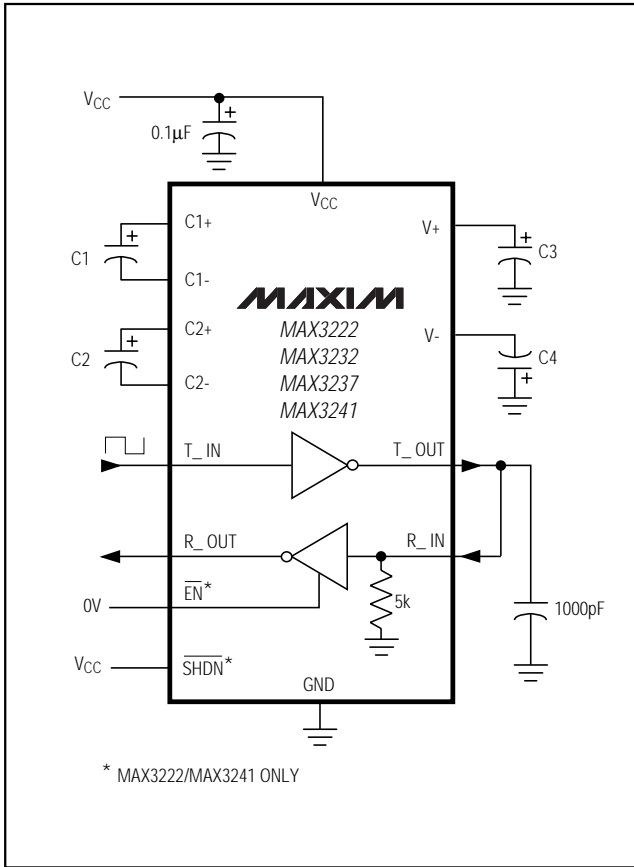 VCC
+
0.1μF
VCC
C1+
V+
+
C1
+
C3
C1-
MAXIM
C2+
MAX3222
V-
C2
+
MAX3232
C4
C2-
MAX3237
+
MAX3241
T_ IN
T_ OUT
R_ OUT
R_ IN
0V
EN*
5k
1000pF
VCC
SHDN*
GND
* MAX3222/MAX3241 ONLY